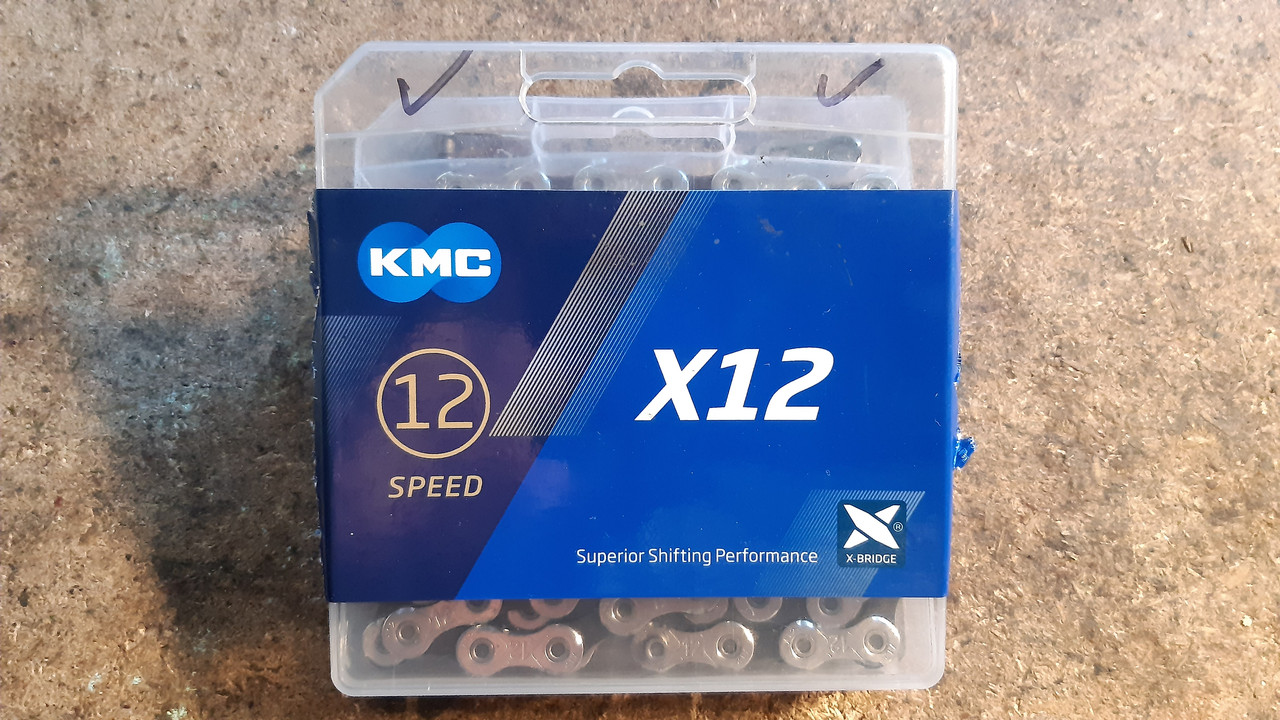 KMC
12
SPEED
X12
Superior Shifting Performance
X®
X-BRIDGE